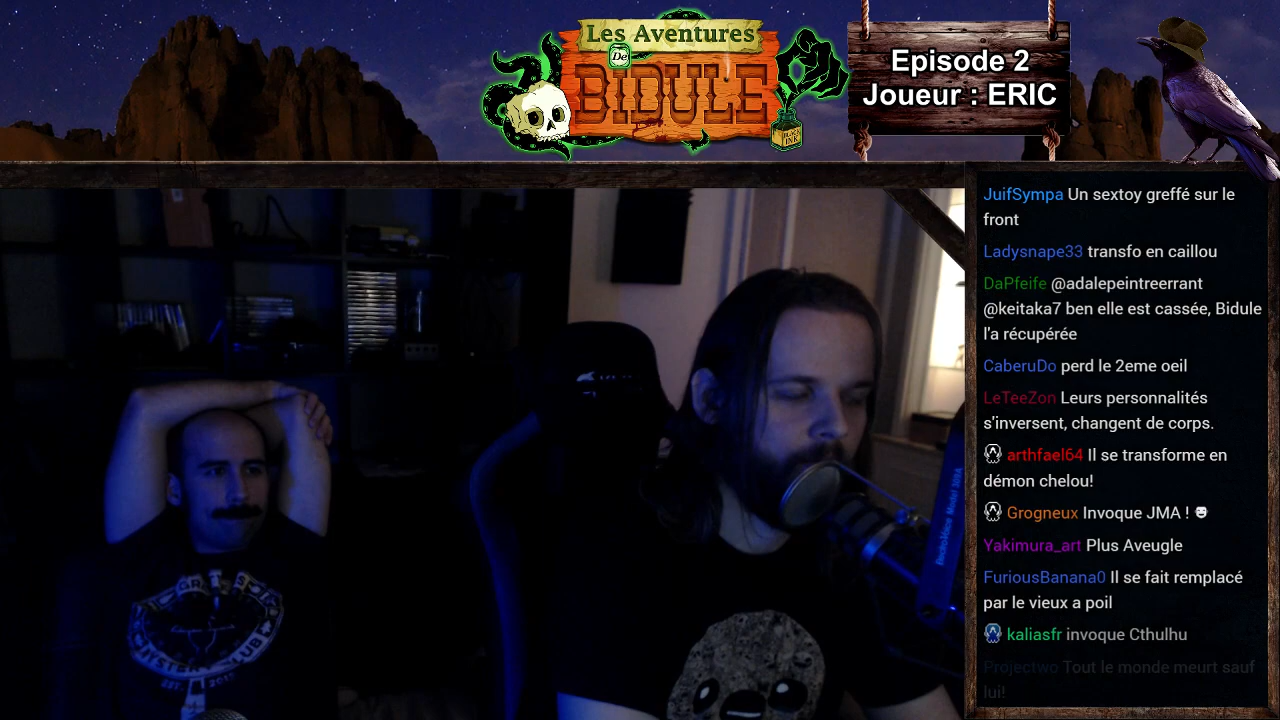 Les Aventures
De
BIDULE
BLACK
INK
Episode 2
Joueur : ERIC
JuifSympa Un sextoy greffé sur le
front
Ladysnape33 transfo en caillou
DaPfeife @adalepeintreerrant
@keitaka7 ben elle est cassée, Bidule
l'a récupérée
CaberuDo perd le 2eme oeil
LeTeeZon Leurs personnalités
s'inversent, changent de corps.
arthfael64 Il se transforme en
démon chelou!
Grogneux Invoque JMA !
Yakimura_art Plus Aveugle
FuriousBanana0 Il se fait remplacé
par le vieux a poil
kaliasfr invoque Cthulhu
Projectwo Tout le monde meurt sauf
lui!